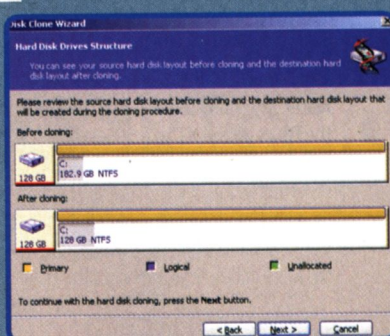 Disk Clone Wizard
Hard Disk Drives Structure
You can see your source hard disk layout before cloning and the destination hard
disk layout after cloning.
Please review the source hard disk layout before cloning and the destination hard disk layout that
will be created during the cloning procedure.
Before cloning:
128 GB
C:
182.9 GB NTFS
After cloning:
128 GB
C:
128 GB NTFS
Primary
Logical
Unallocated
To continue with the hard disk cloning, press the Next button.
< Back
Next >
Cancel